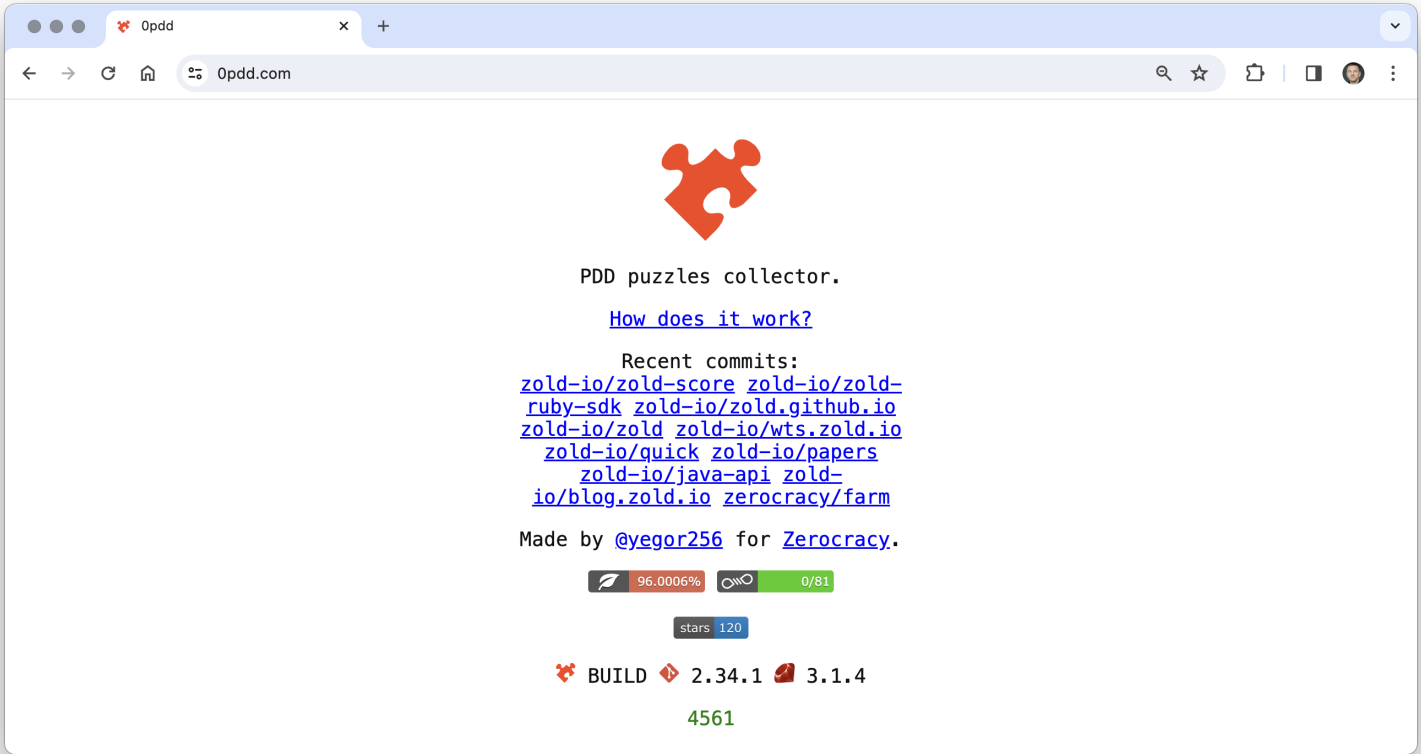 0pdd
0pdd.com
PDD puzzles collector.
How does it work?
Recent commits:
zold-io/zold-score zold-io/zold-
ruby-sdk zold-io/zold.github.io
zold-io/zold zold-io/wts.zold.io
zold-io/quick zold-io/papers
zold-io/java-api zold-
io/blog.zold.io zerocracy/farm
Made by @yegor256 for Zerocracy.
96.0006% 0/81
stars 120
BUILD 2.34.1 3.1.4
4561